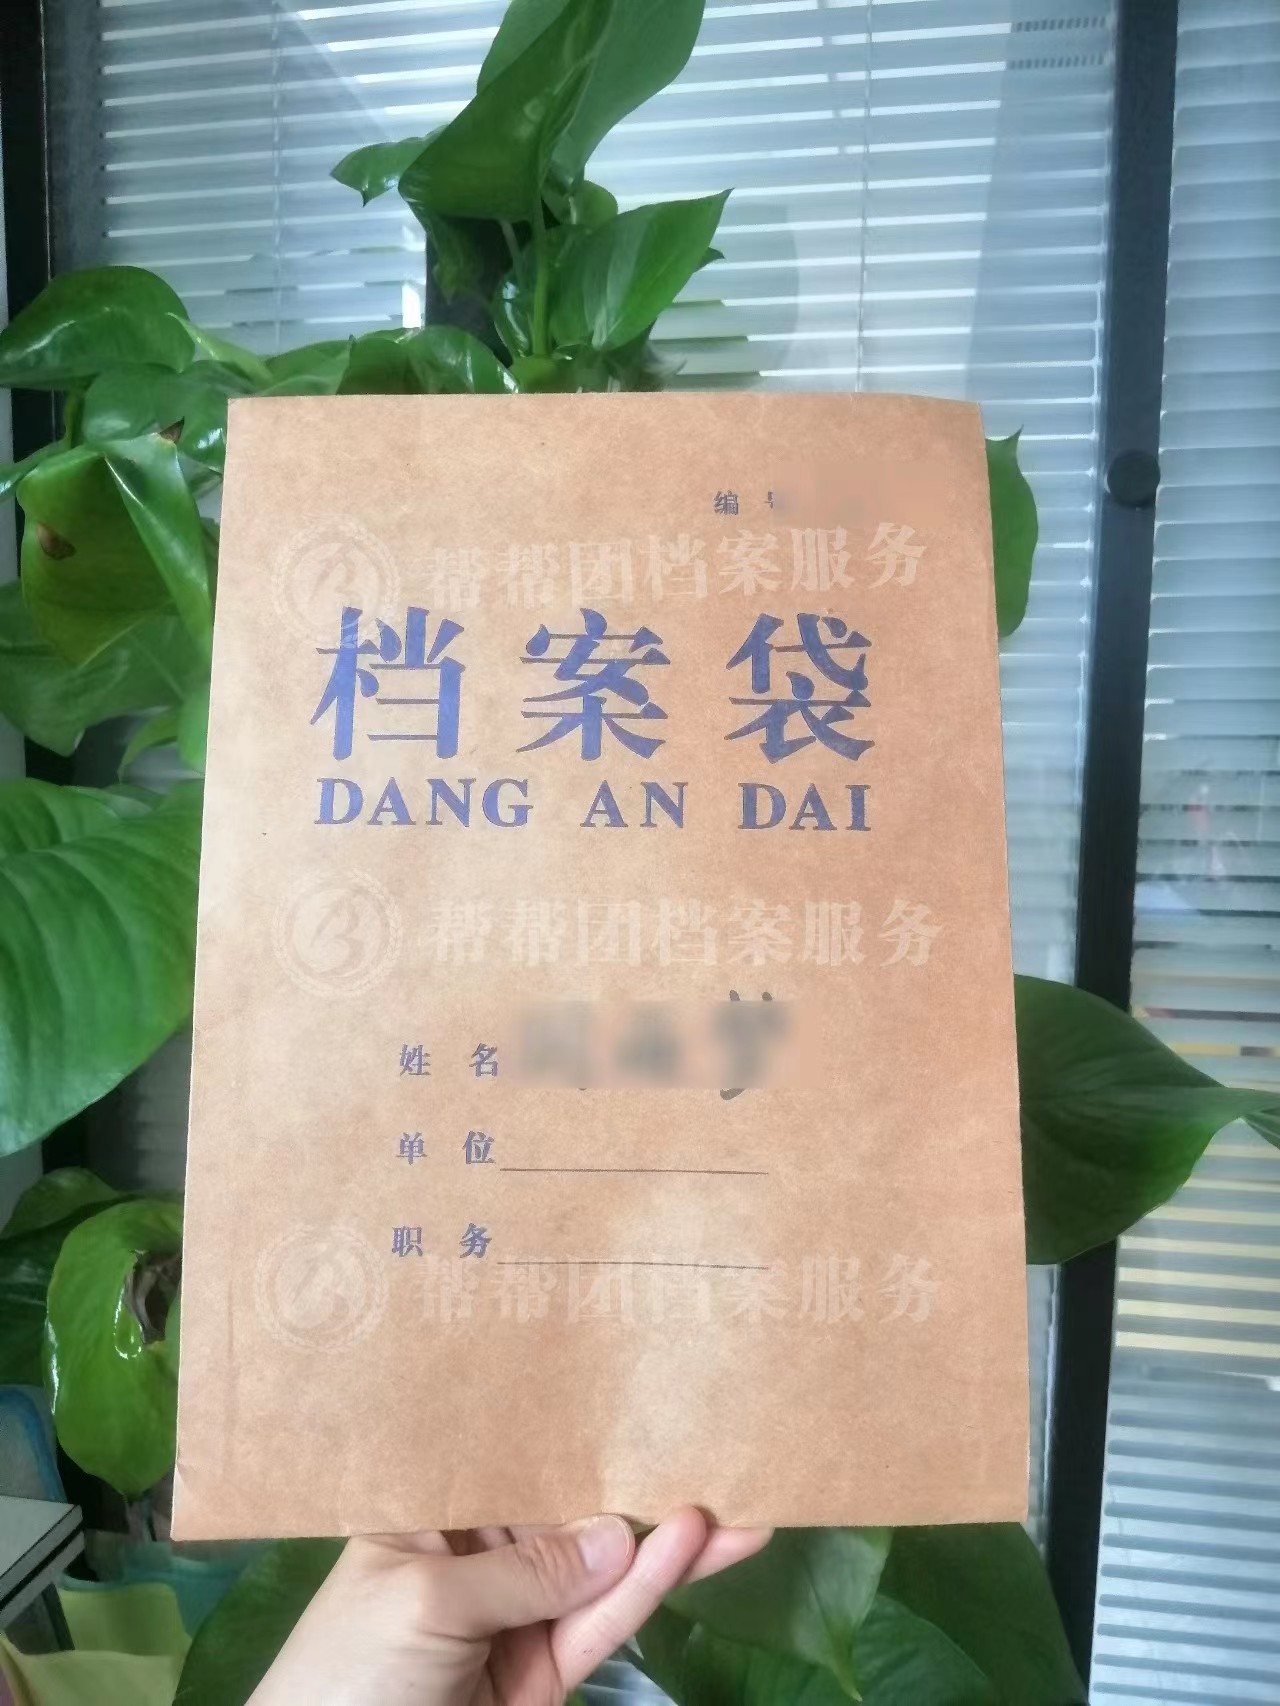 编 号
帮帮团档案服务
档案袋
DANG AN DAI
帮帮团档案服务
姓 名
单 位
职 务
帮帮团档案服务